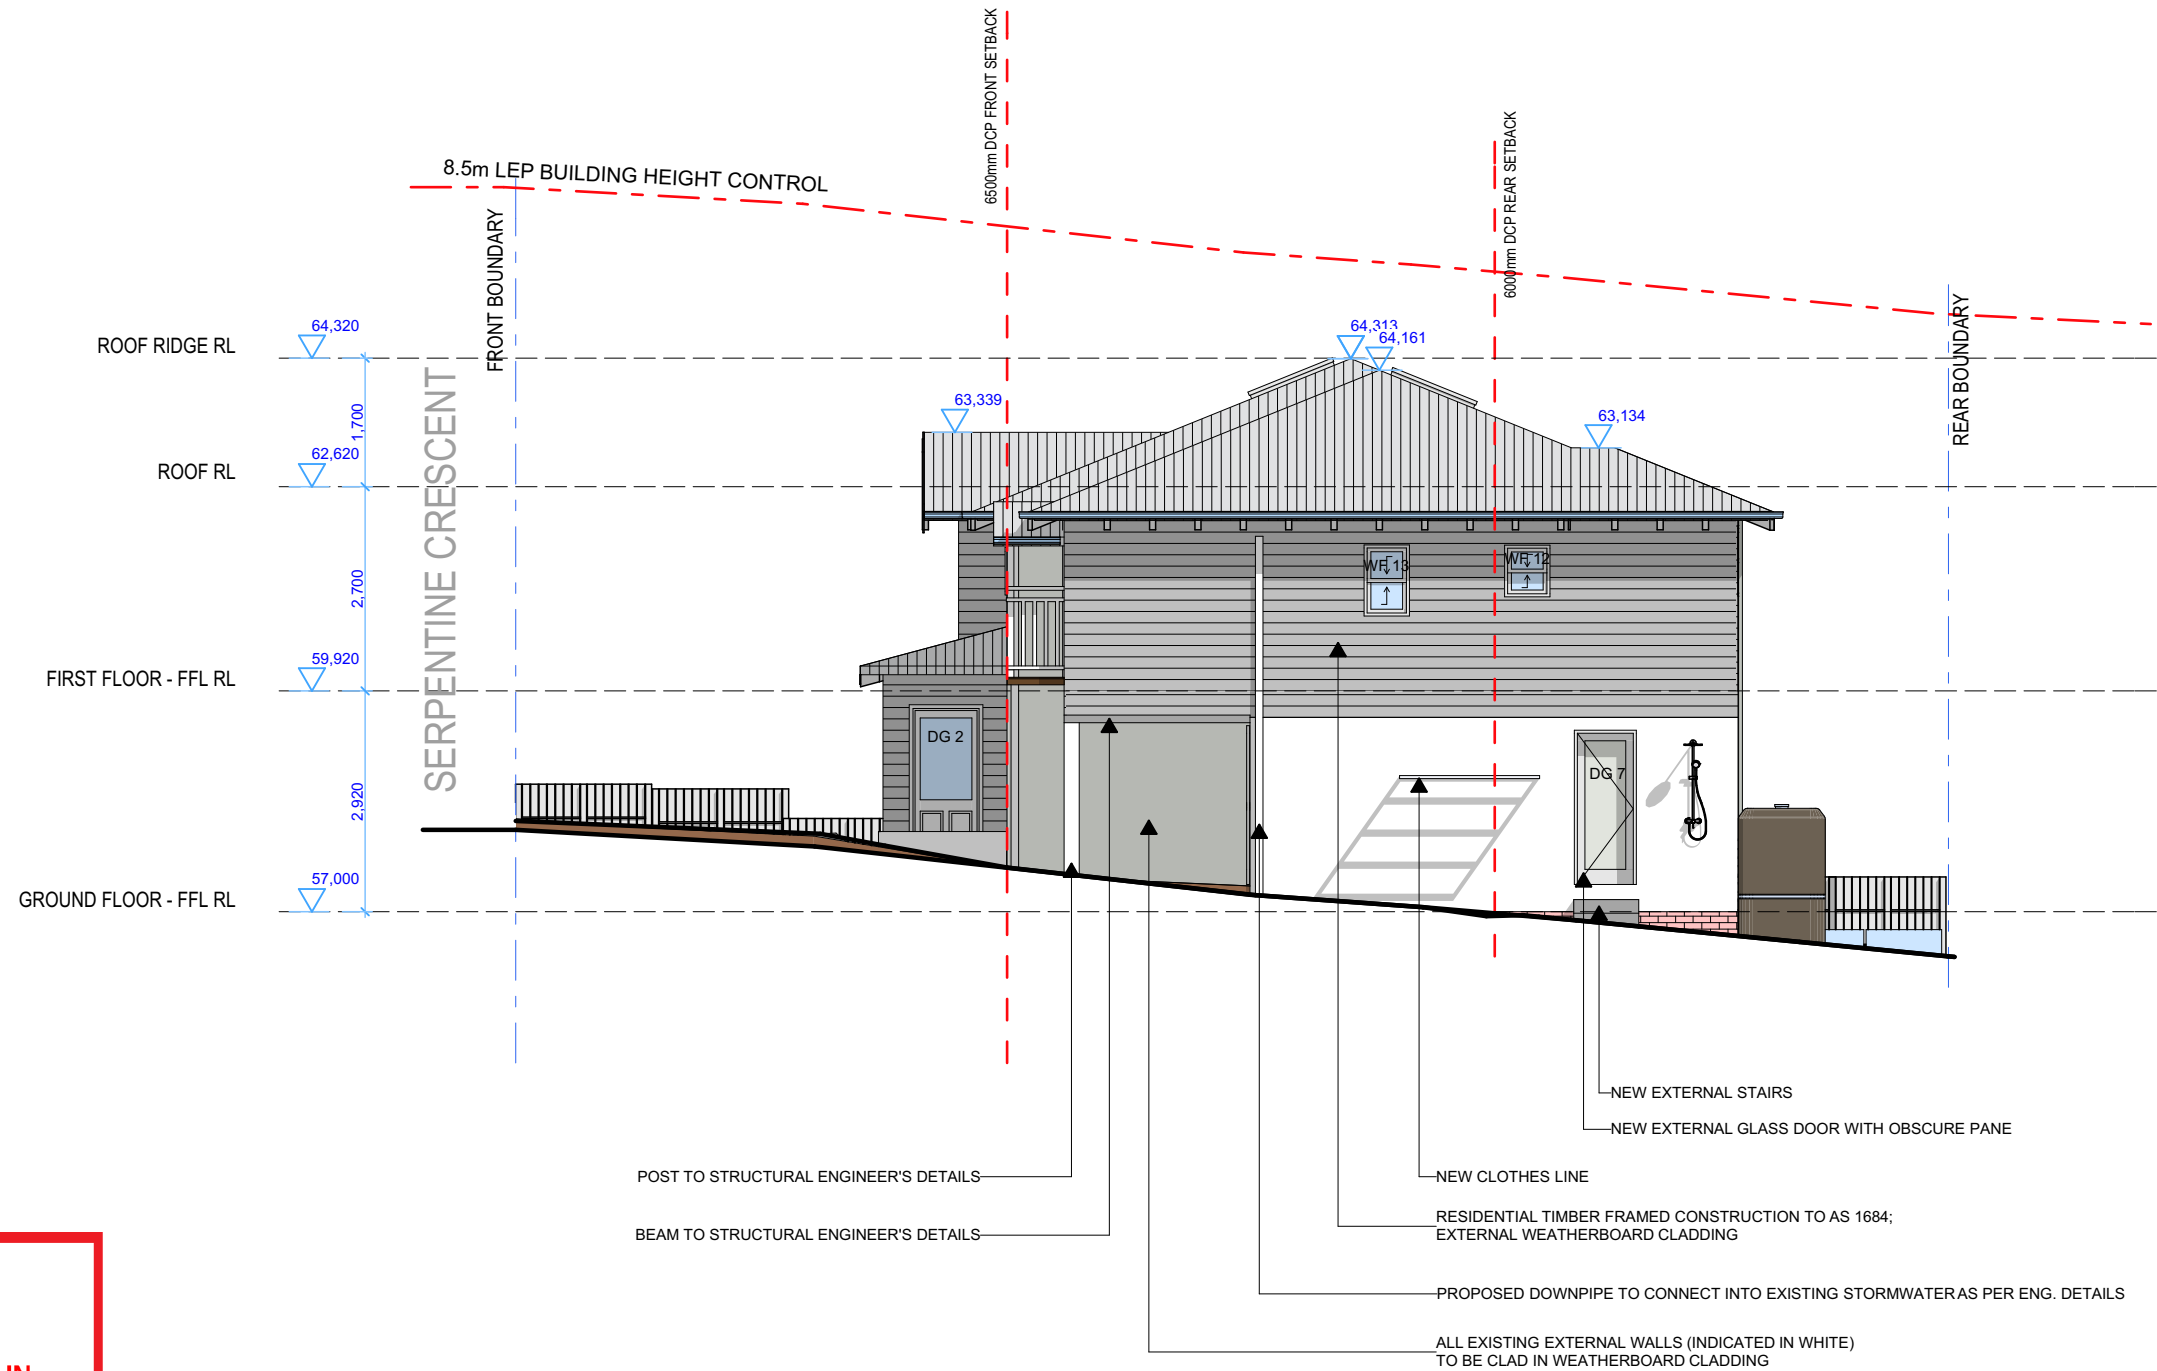 6500mm DCP FRONT SETBACK
6000mm DCP REAR SETBACK
8.5m LEP BUILDING HEIGHT CONTROL
FRONT BOUNDARY
REAR BOUNDARY
SERPENTINE CRESCENT
ROOF RIDGE RL
64,320
64,313
64,161
1,700
63,339
63,134
ROOF RL
62,620
2,700
WF 13
WF 12
FIRST FLOOR - FFL RL
59,920
2,920
DG 2
DG 7
GROUND FLOOR - FFL RL
57,000
NEW EXTERNAL STAIRS
NEW EXTERNAL GLASS DOOR WITH OBSCURE PANE
POST TO STRUCTURAL ENGINEER'S DETAILS
NEW CLOTHES LINE
BEAM TO STRUCTURAL ENGINEER'S DETAILS
RESIDENTIAL TIMBER FRAMED CONSTRUCTION TO AS 1684;
EXTERNAL WEATHERBOARD CLADDING
PROPOSED DOWNPIPE TO CONNECT INTO EXISTING STORMWATER AS PER ENG. DETAILS
ALL EXISTING EXTERNAL WALLS (INDICATED IN WHITE)
TO BE CLAD IN WEATHERBOARD CLADDING